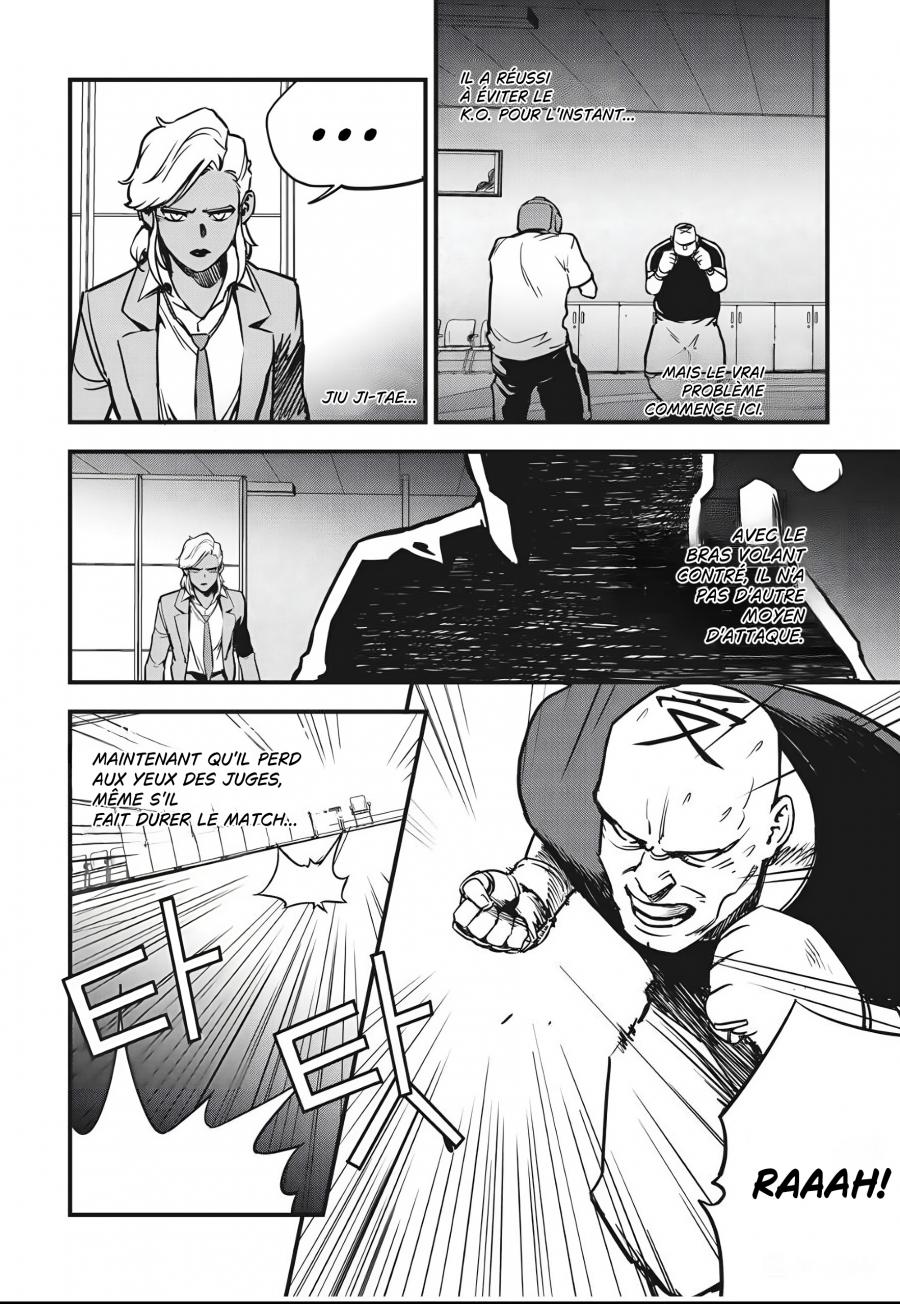 ...
JIU JI-TAE...
IL A RÉUSSI
À ÉVITER LE
K.O. POUR L'INSTANT...
MAIS-LE VRAI
PROBLÈME
COMMENCE ICI.
AVEC LE
BRAS VOLANT
CONTRÉ, IL N'A
PAS D'AUTRE
MOYEN
D'ATTAQUE.
MAINTENANT QU'IL PERD
AUX YEUX DES JUGES,
MÊME S'IL
FAIT DURER LE MATCH...
타
탓
RAAAH!